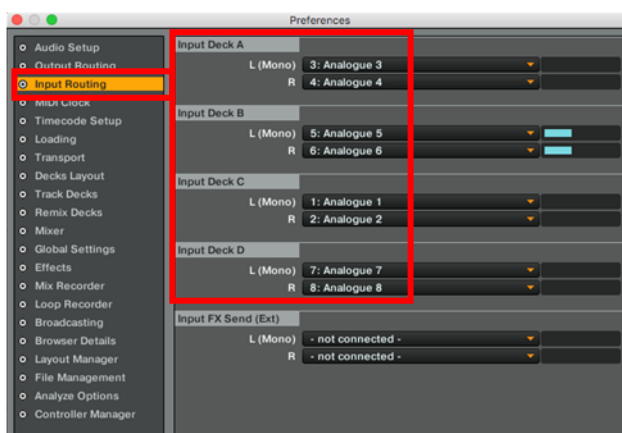 Preferences
Audio Setup
Output Routing
Input Routing
MIDI Clock
Timecode Setup
Loading
Transport
Decks Layout
Track Decks
Remix Decks
Mixer
Global Settings
Effects
Mix Recorder
Loop Recorder
Broadcasting
Browser Details
Layout Manager
File Management
Analyze Options
Controller Manager
Input Deck A
L (Mono) 3: Analogue 3
R 4: Analogue 4
Input Deck B
L (Mono) 5: Analogue 5
R 6: Analogue 6
Input Deck C
L (Mono) 1: Analogue 1
R 2: Analogue 2
Input Deck D
L (Mono) 7: Analogue 7
R 8: Analogue 8
Input FX Send (Ext)
L (Mono) - not connected -
R - not connected -